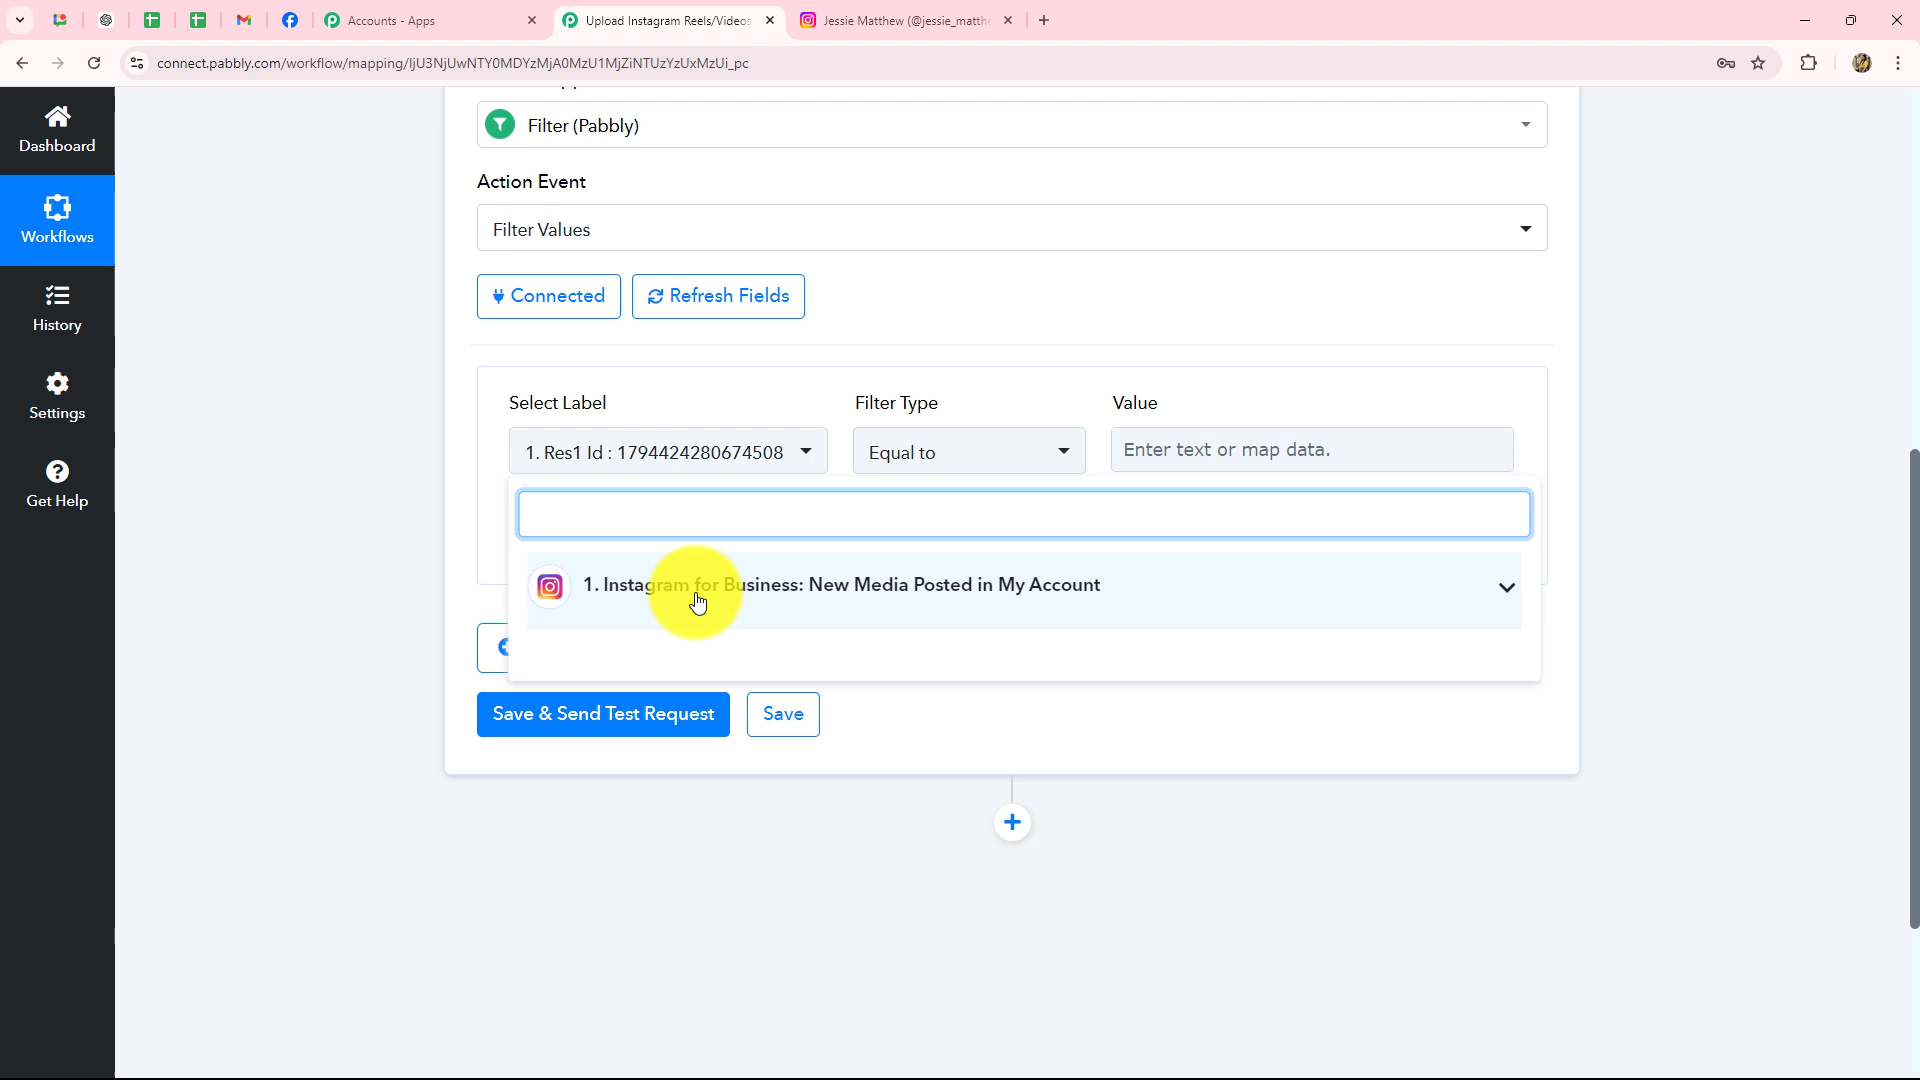 Accounts - Apps
Upload Instagram Reels/Videos
Jessie Matthew (@jessie_matthe
connect.pabbly.com/workflow/mapping/IjU3NjUwNTY0MDYzMjA0MzU1MjZiNTUzYzUxMzUi_pc
Dashboard
Workflows
History
Settings
Get Help
Filter (Pabbly)
Action Event
Filter Values
Connected
Refresh Fields
Select Label
Filter Type
Value
1. Res1 Id : 1794424280674508
Equal to
Enter text or map data.
1. Instagram for Business: New Media Posted in My Account
Save & Send Test Request
Save